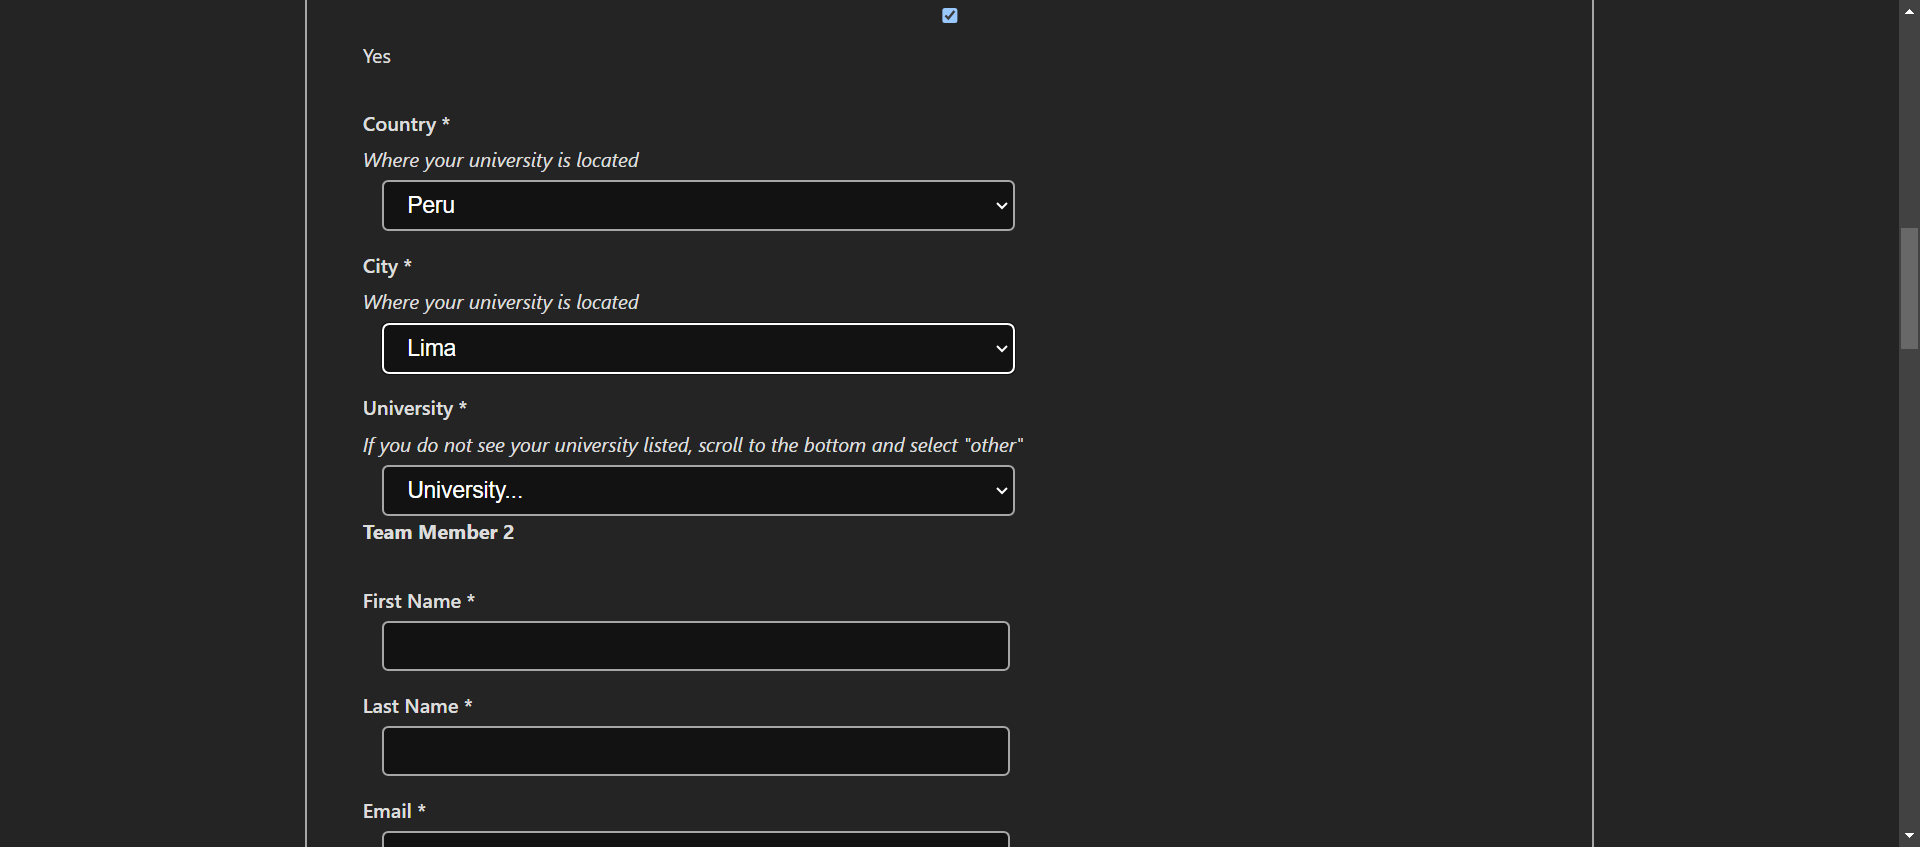 Yes
Country *
Where your university is located
Peru
City *
Where your university is located
Lima
University *
If you do not see your university listed, scroll to the bottom and select "other"
University...
Team Member 2
First Name *
Last Name *
Email *